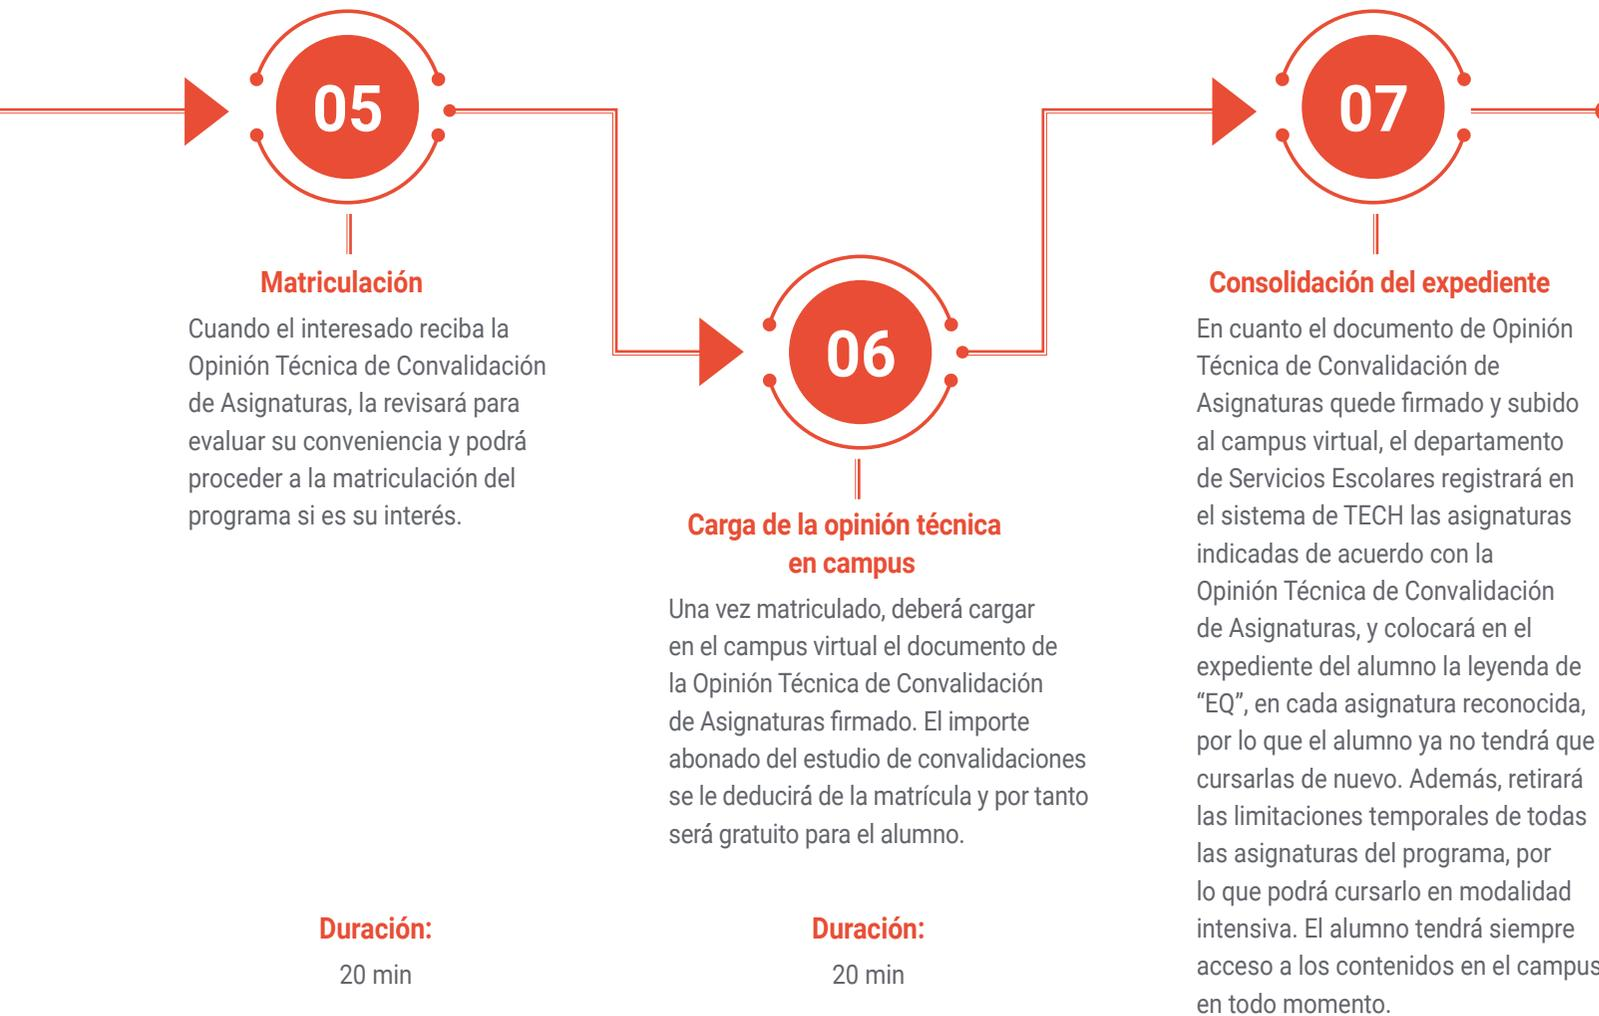 05
Matriculación
Cuando el interesado reciba la
Opinión Técnica de Convalidación
de Asignaturas, la revisará para
evaluar su conveniencia y podrá
proceder a la matriculación del
programa si es su interés.
Duración:
20 min
06
Carga de la opinión técnica
en campus
Una vez matriculado, deberá cargar
en el campus virtual el documento de
la Opinión Técnica de Convalidación
de Asignaturas firmado. El importe
abonado del estudio de convalidaciones
se le deducirá de la matrícula y por tanto
será gratuito para el alumno.
Duración:
20 min
07
Consolidación del expediente
En cuanto el documento de Opinión
Técnica de Convalidación de
Asignaturas quede firmado y subido
al campus virtual, el departamento
de Servicios Escolares registrará en
el sistema de TECH las asignaturas
indicadas de acuerdo con la
Opinión Técnica de Convalidación
de Asignaturas, y colocará en el
expediente del alumno la leyenda de
“EQ”, en cada asignatura reconocida,
por lo que el alumno ya no tendrá que
cursarlas de nuevo. Además, retirará
las limitaciones temporales de todas
las asignaturas del programa, por
lo que podrá cursarlo en modalidad
intensiva. El alumno tendrá siempre
acceso a los contenidos en el campus
en todo momento.